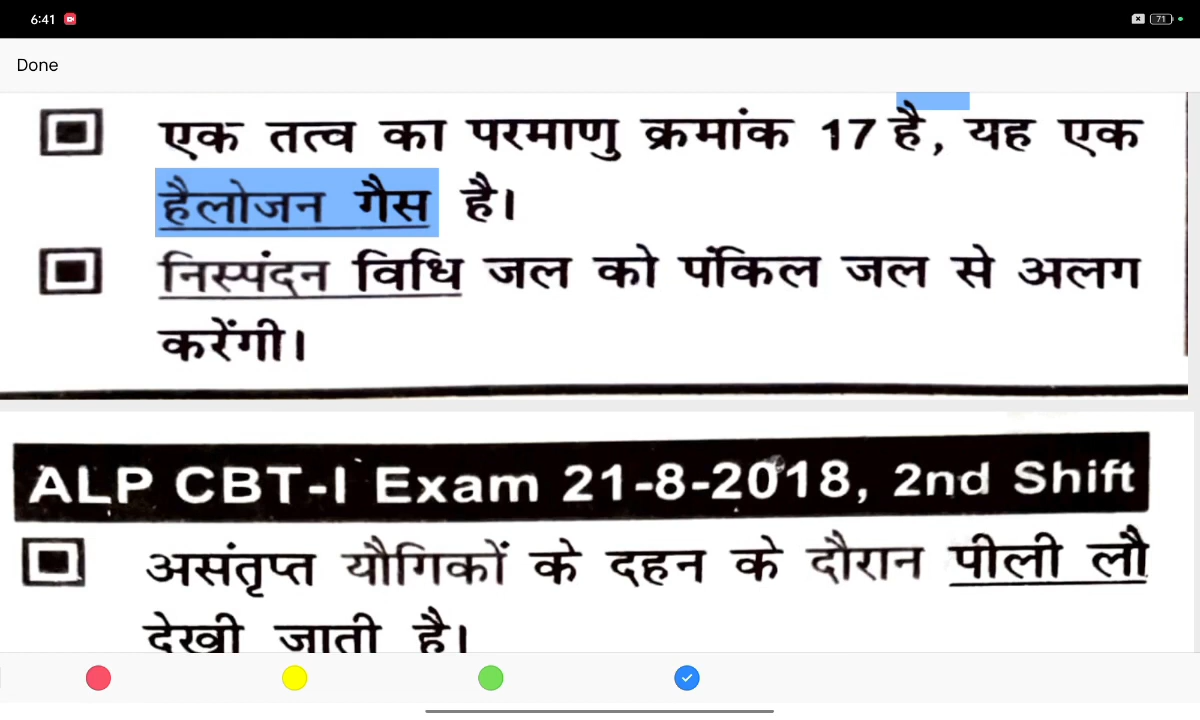 6:41
71
Done
एक तत्व का परमाणु क्रमांक 17 है, यह एक
हैलोजन गैस है।
निस्पंदन विधि जल को पंकिल जल से अलग
करेंगी।
ALP CBT-I Exam 21-8-2018, 2nd Shift
असंतृप्त यौगिकों के दहन के दौरान पीली लौ
देखी जाती है।